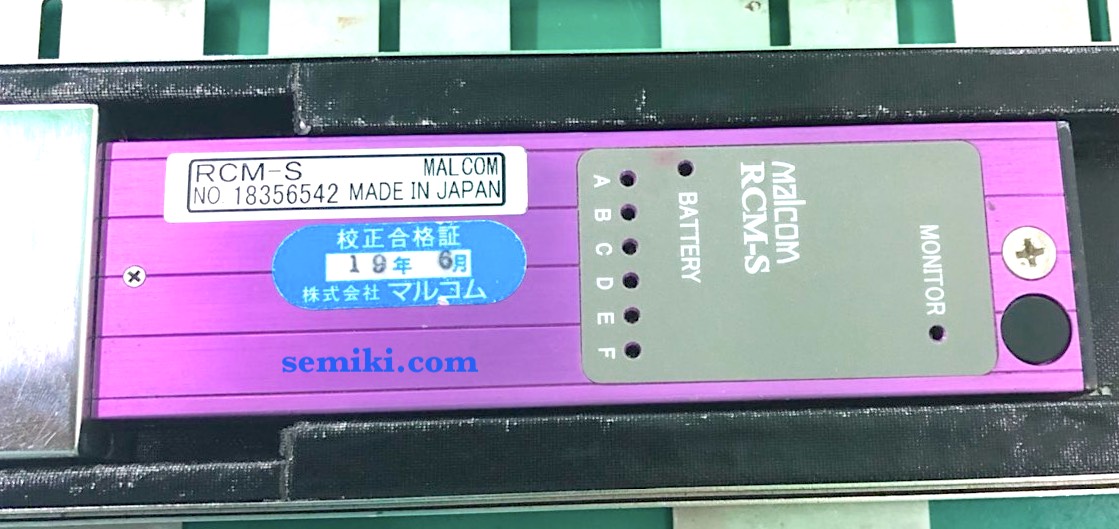 RCM-S MALCOM
NO. 18356542 MADE IN JAPAN
校正合格証
19年 6月
株式会社 マルコム
semiki.com
A
B
C
D
E
F
BATTERY
Malcom
RCM-S
MONITOR